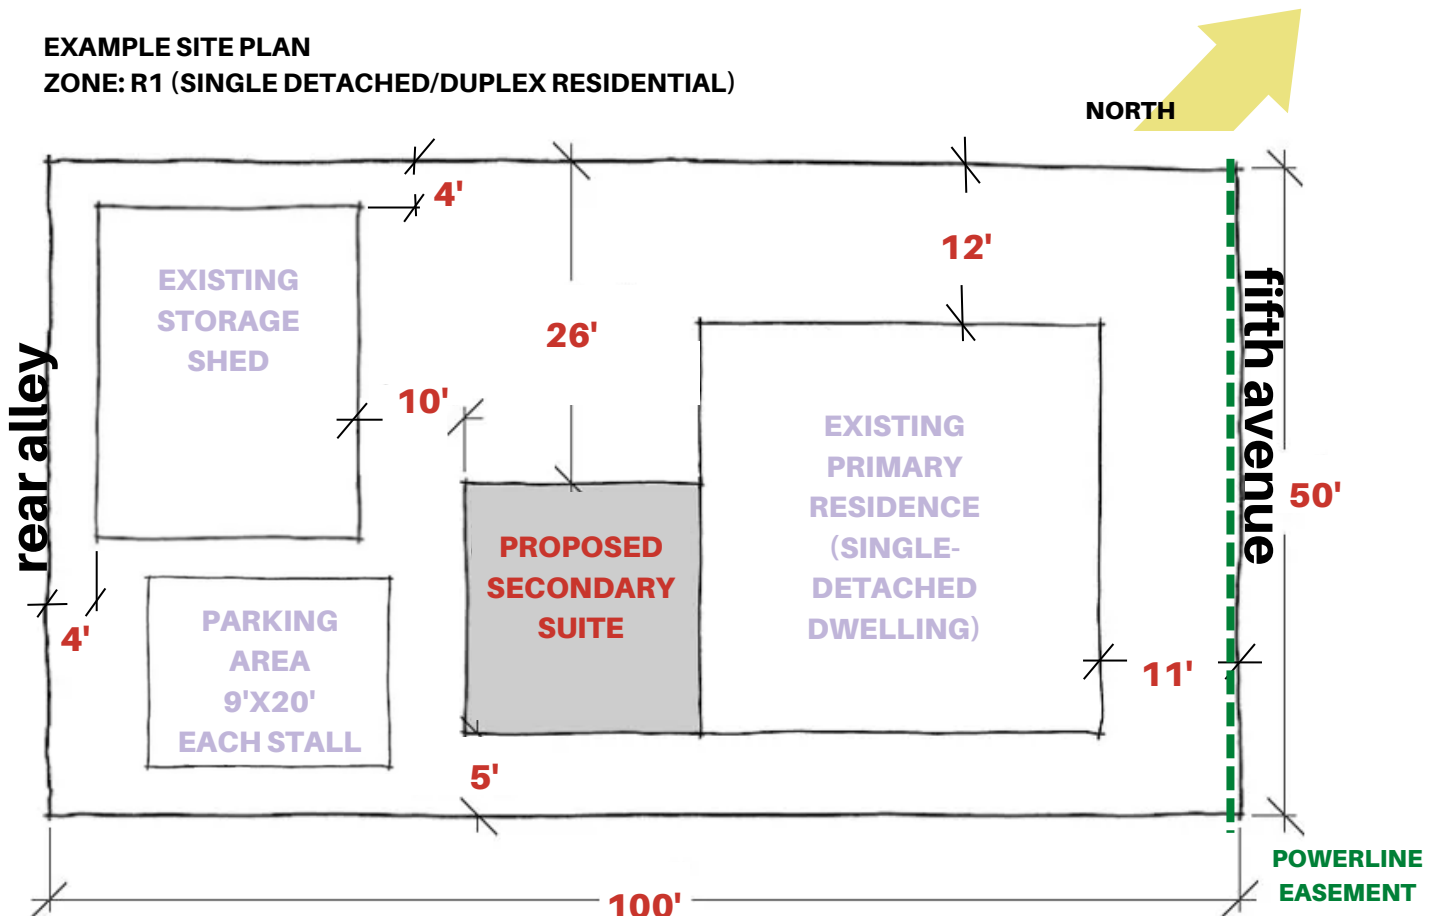 EXAMPLE SITE PLAN
ZONE: R1 (SINGLE DETACHED/DUPLEX RESIDENTIAL)
NORTH
4'
12'
EXISTING
STORAGE
SHED
26'
10'
rear alley
fifth avenue
EXISTING
PRIMARY
RESIDENCE
(SINGLE-
DETACHED
DWELLING)
50'
PROPOSED
SECONDARY
SUITE
4'
PARKING
AREA
9'X20'
EACH STALL
11'
5'
POWERLINE
EASEMENT
100'